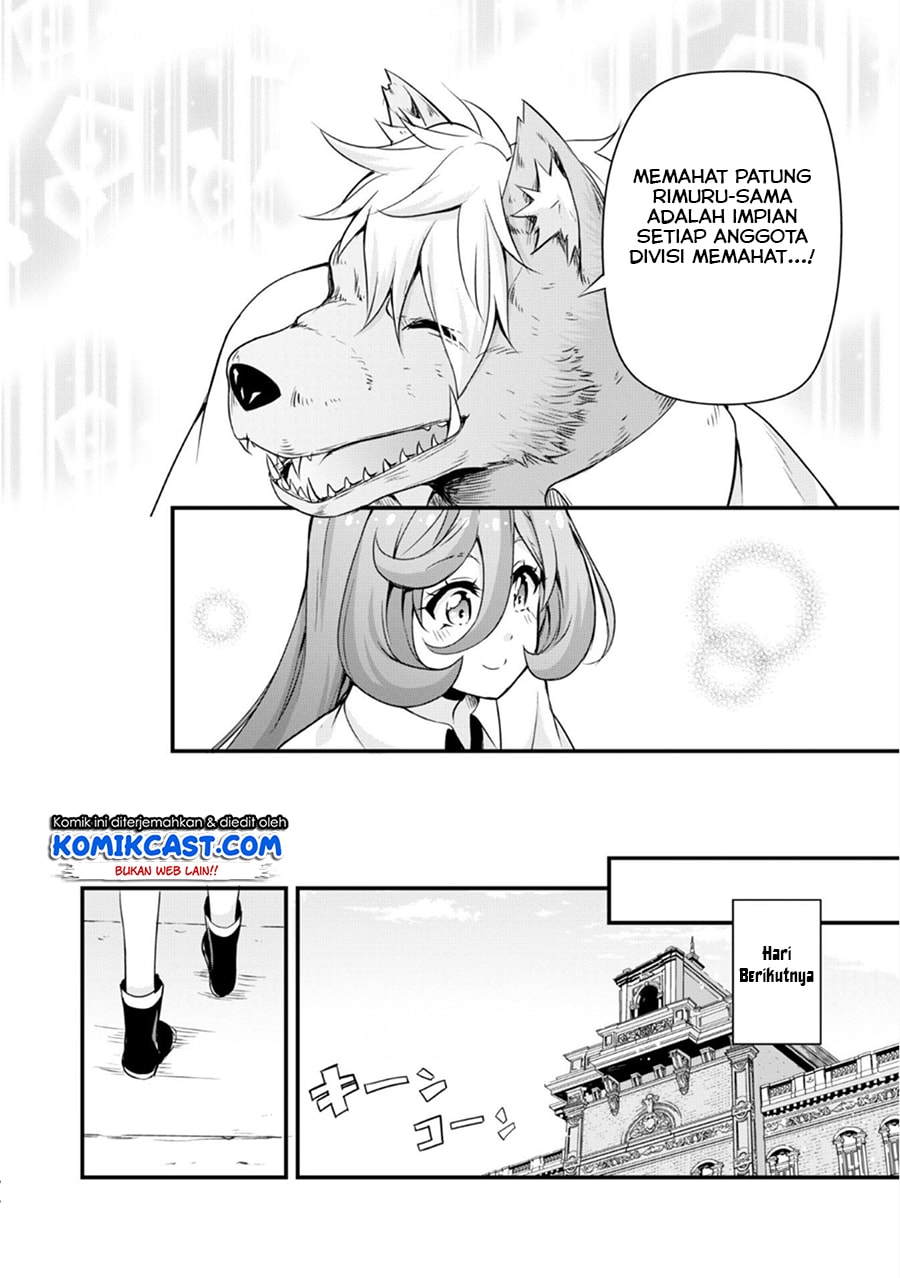 MEMAHAT PATUNG
RIMURU-SAMA
ADALAH IMPIAN
SETIAP ANGGOTA
DIVISI MEMAHAT...!
Komik ini diterjemahkan & diedit oleh
KOMIKCAST.COM
BUKAN WEB LAIN!!
Hari
Berikutnya
キーン
コーン